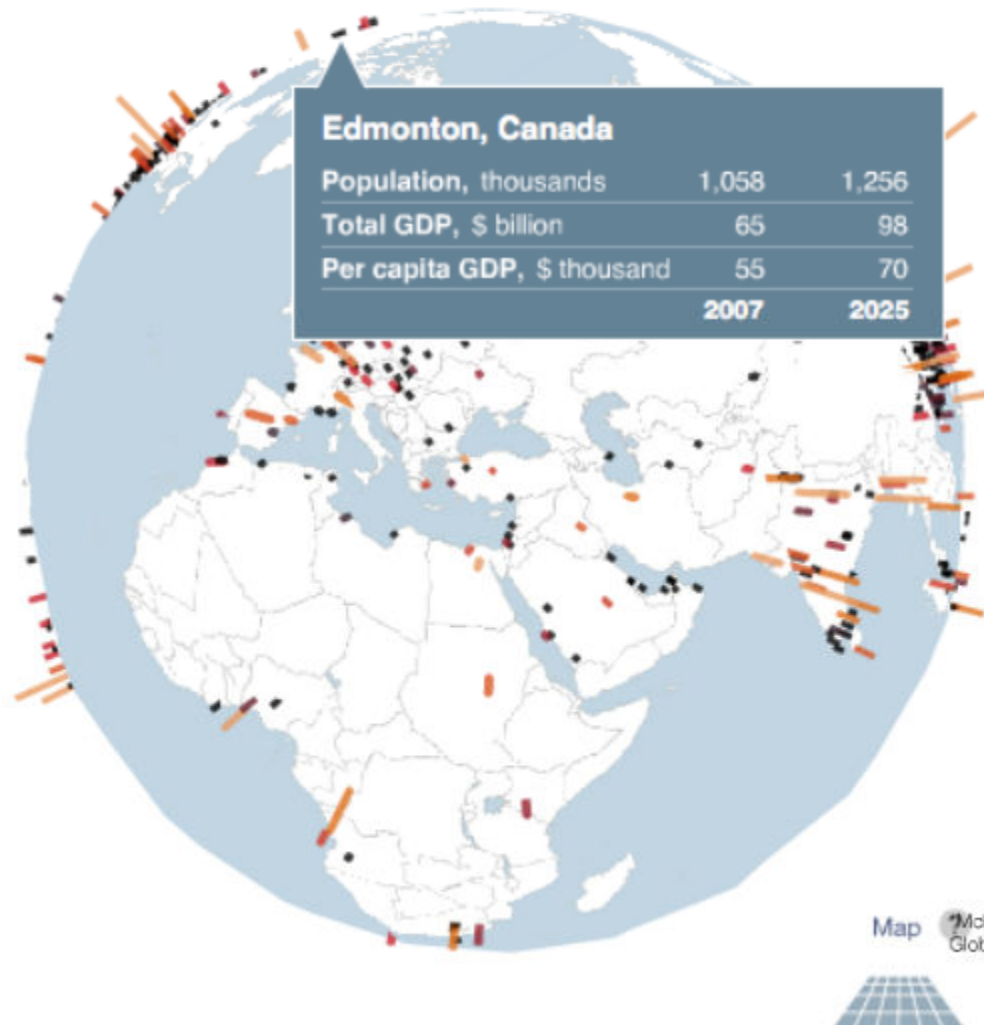 Edmonton, Canada
Population, thousands 1,058 1,256
Total GDP, $ billion 65 98
Per capita GDP, $ thousand 55 70
2007 2025
Map ?